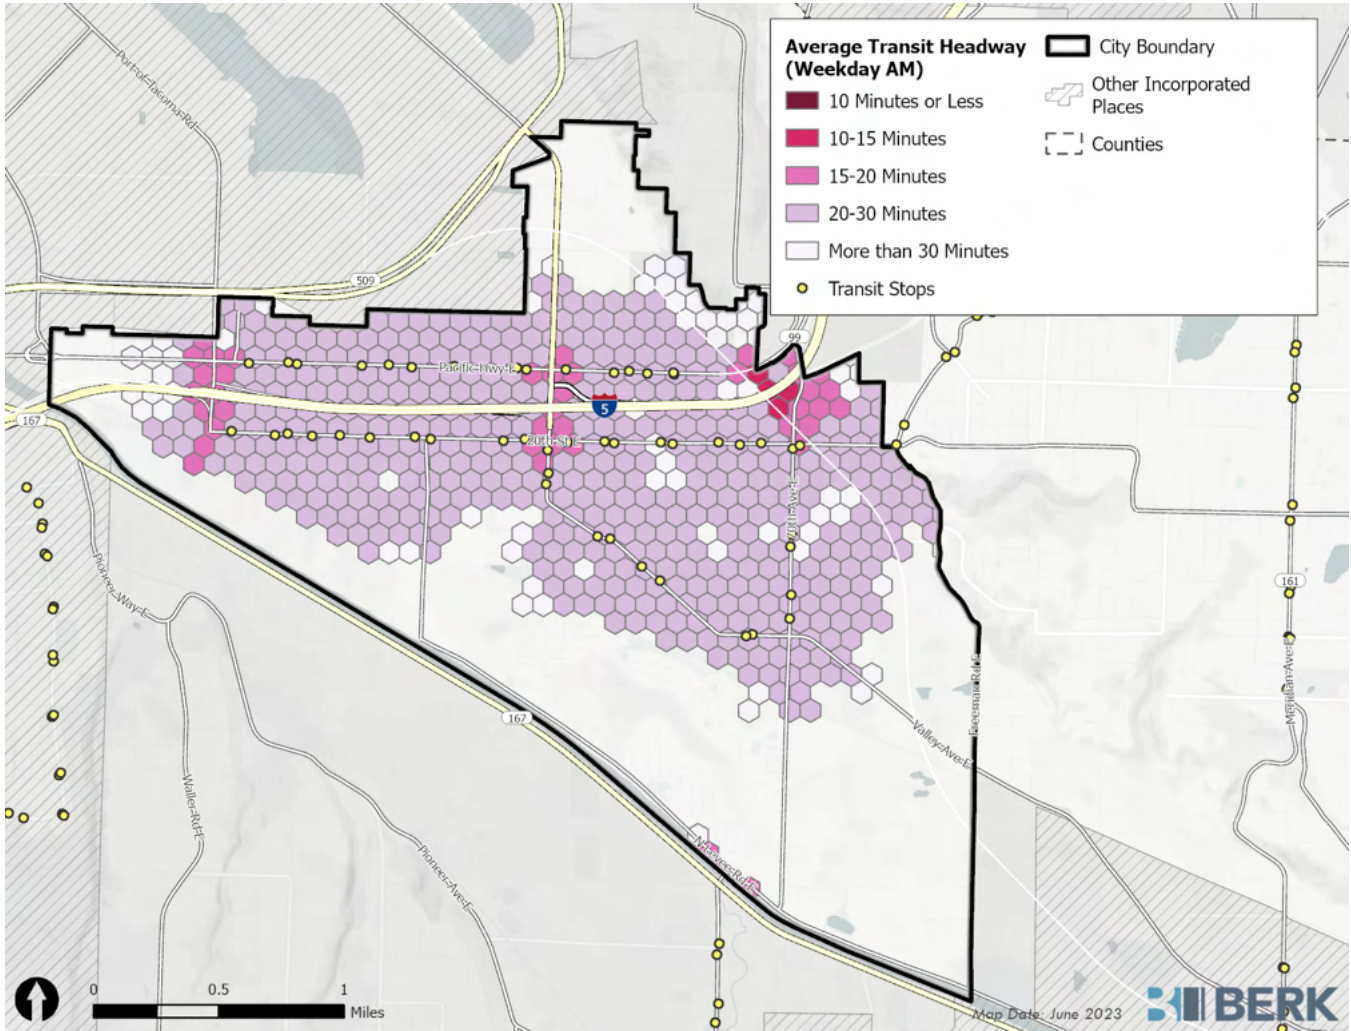 Average Transit Headway
(Weekday AM)
10 Minutes or Less
10-15 Minutes
15-20 Minutes
20-30 Minutes
More than 30 Minutes
Transit Stops
City Boundary
Other Incorporated
Places
Counties
Port-of-Tacoma-Rd
509
99
Pacific-Hwy-E
5
167
20th-St-E
70th-Ave-E
161
Pioneer-Way-E
Freeman-Rd-E
Meridian-Ave-E
167
Valley-Ave-E
Waller-Rd-E
Pioneer-Ave-E
N-Levee-Rd-E
0 0.5 1
Miles
Map Date: June 2023
BERK